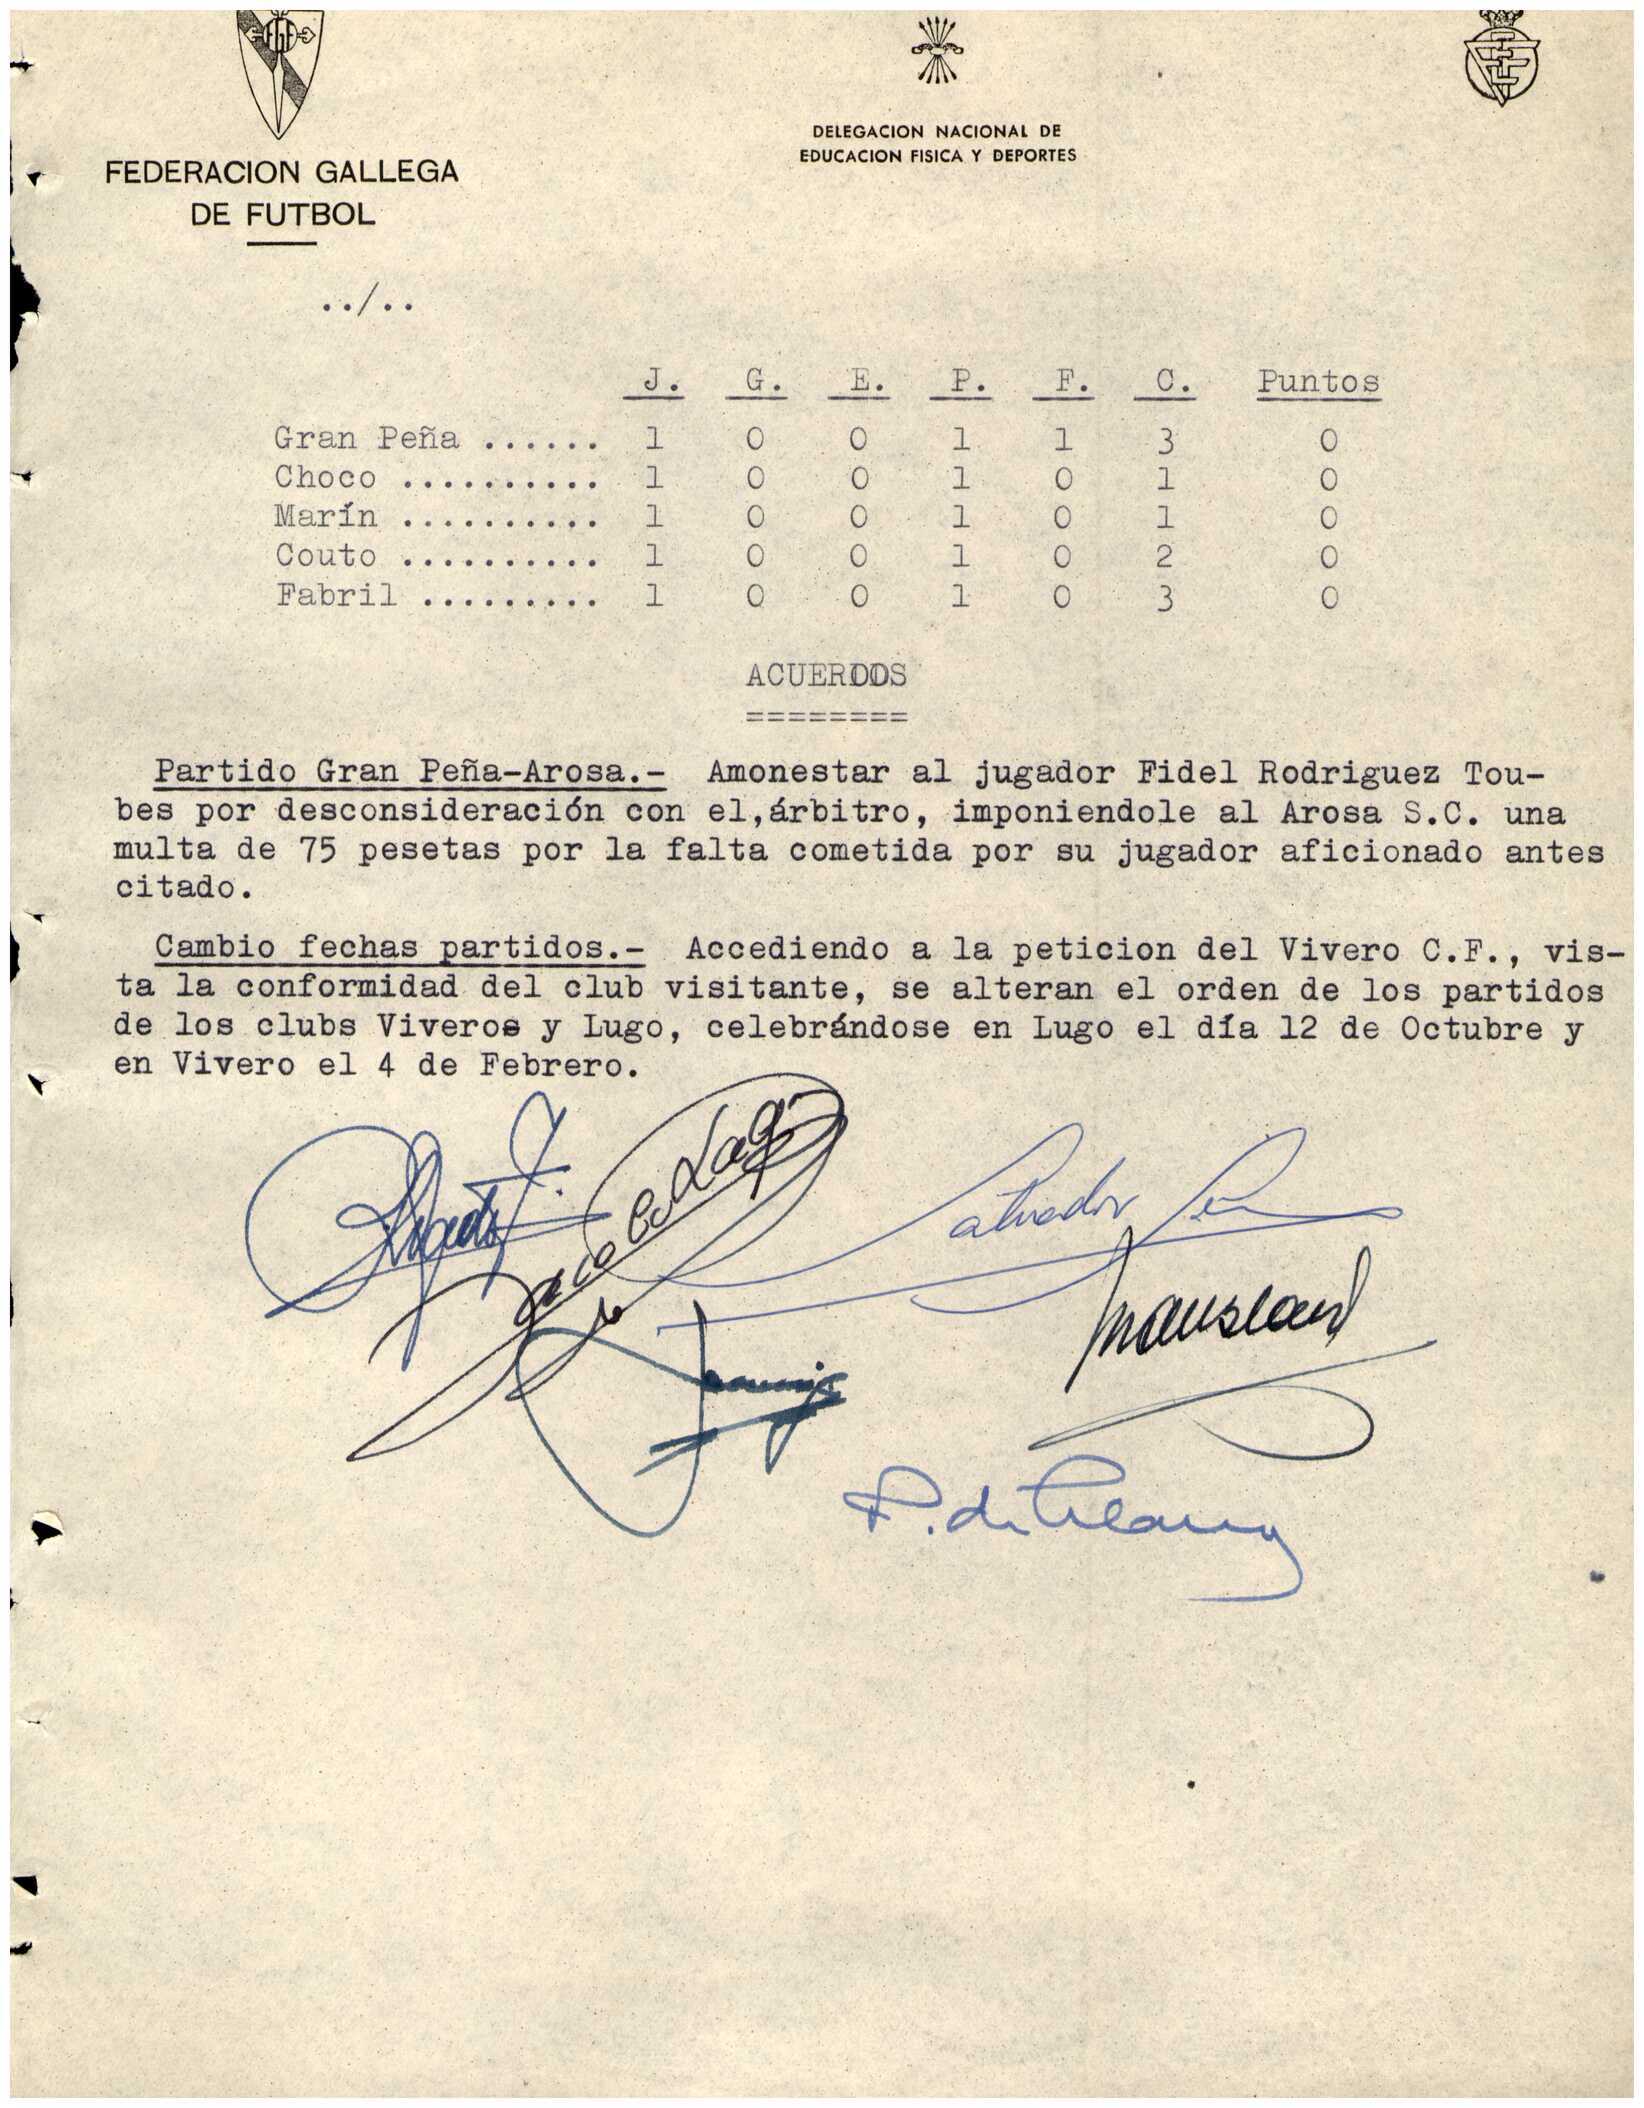 FGF
FEDERACION GALLEGA
DE FUTBOL
DELEGACION NACIONAL DE
EDUCACION FISICA Y DEPORTES
../..
J. G. E. P. F. C. Puntos
Gran Peña ...... 1 0 0 1 1 3 0
Choco .......... 1 0 0 1 0 1 0
Marín .......... 1 0 0 1 0 1 0
Couto .......... 1 0 0 1 0 2 0
Fabril ......... 1 0 0 1 0 3 0
ACUERDOS
========
Partido Gran Peña-Arosa.- Amonestar al jugador Fidel Rodriguez Tou-
bes por desconsideración con el,árbitro, imponiendole al Arosa S.C. una
multa de 75 pesetas por la falta cometida por su jugador aficionado antes
citado.
Cambio fechas partidos.- Accediendo a la peticion del Vivero C.F., vis-
ta la conformidad del club visitante, se alteran el orden de los partidos
de los clubs Viveros y Lugo, celebrándose en Lugo el día 12 de Octubre y
en Vivero el 4 de Febrero.
Salvador